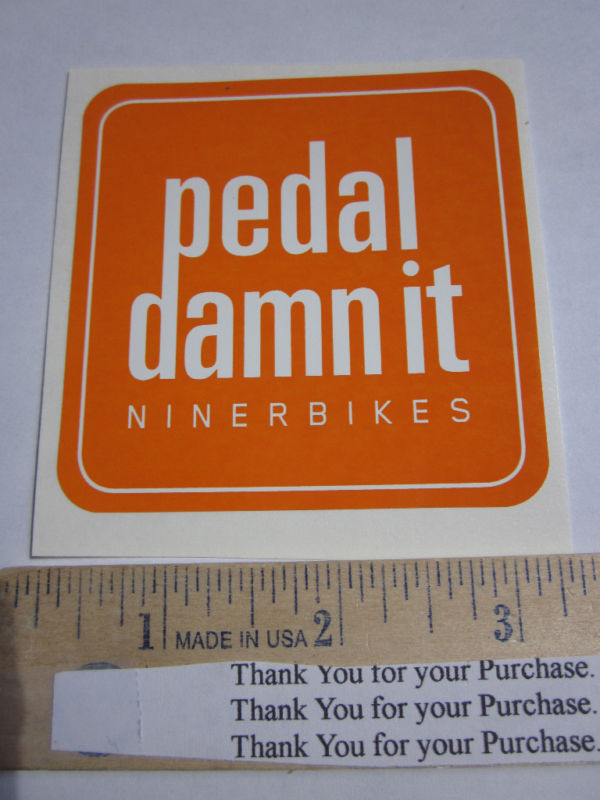 pedal
damn it
NINERBIKES
1 MADE IN USA 2 3
Thank You for your Purchase.
Thank You for your Purchase.
Thank You for your Purchase.